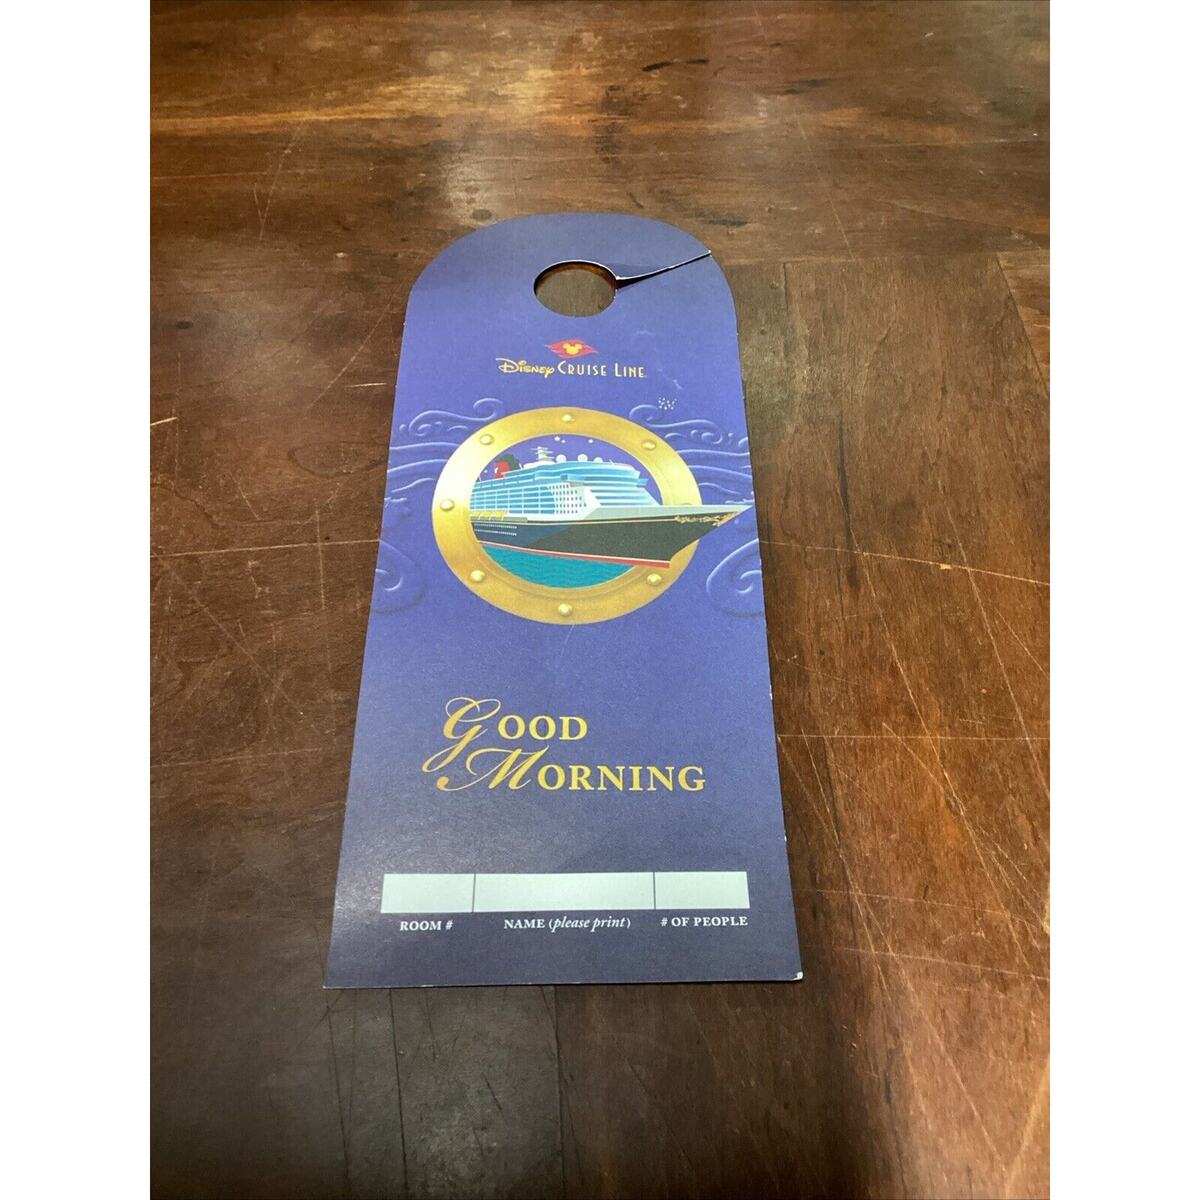 Disney Cruise Line
Good
Morning
ROOM #
NAME (please print)
# OF PEOPLE